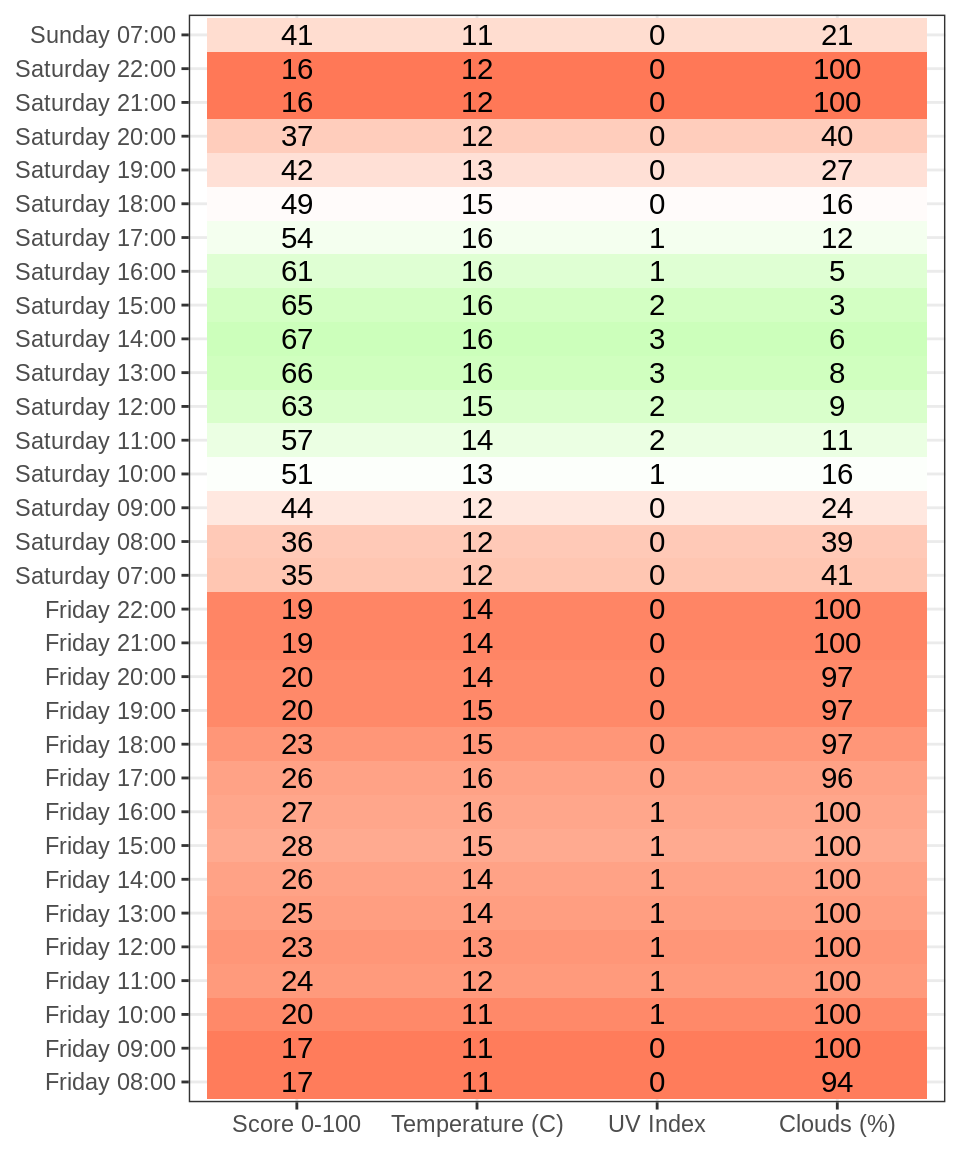 Sunday 07:00 41 11 0 21
Saturday 22:00 16 12 0 100
Saturday 21:00 16 12 0 100
Saturday 20:00 37 12 0 40
Saturday 19:00 42 13 0 27
Saturday 18:00 49 15 0 16
Saturday 17:00 54 16 1 12
Saturday 16:00 61 16 1 5
Saturday 15:00 65 16 2 3
Saturday 14:00 67 16 3 6
Saturday 13:00 66 16 3 8
Saturday 12:00 63 15 2 9
Saturday 11:00 57 14 2 11
Saturday 10:00 51 13 1 16
Saturday 09:00 44 12 0 24
Saturday 08:00 36 12 0 39
Saturday 07:00 35 12 0 41
Friday 22:00 19 14 0 100
Friday 21:00 19 14 0 100
Friday 20:00 20 14 0 97
Friday 19:00 20 15 0 97
Friday 18:00 23 15 0 97
Friday 17:00 26 16 0 96
Friday 16:00 27 16 1 100
Friday 15:00 28 15 1 100
Friday 14:00 26 14 1 100
Friday 13:00 25 14 1 100
Friday 12:00 23 13 1 100
Friday 11:00 24 12 1 100
Friday 10:00 20 11 1 100
Friday 09:00 17 11 0 100
Friday 08:00 17 11 0 94
Score 0-100 Temperature (C) UV Index Clouds (%)